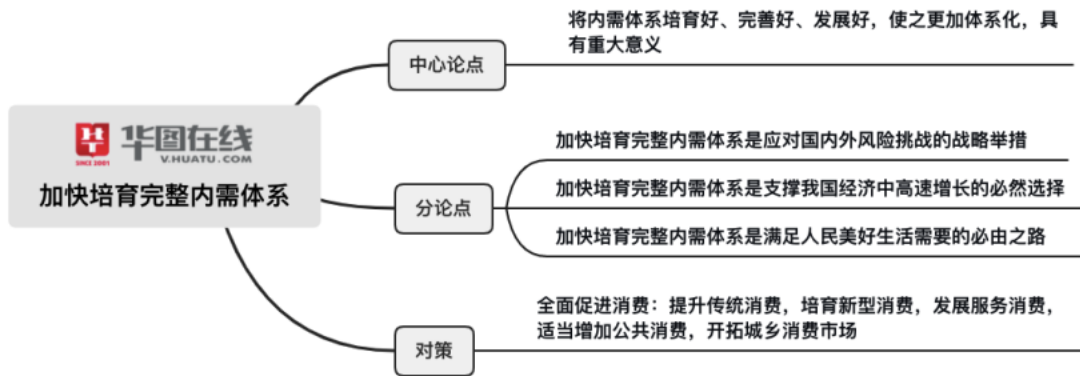 将内需体系培育好、完善好、发展好，使之更加体系化，具
有重大意义
中心论点
华图在线
V.HUATU.COM
SINCE 2001
加快培育完整内需体系
加快培育完整内需体系是应对国内外风险挑战的战略举措
加快培育完整内需体系是支撑我国经济中高速增长的必然选择
分论点
加快培育完整内需体系是满足人民美好生活需要的必由之路
全面促进消费：提升传统消费，培育新型消费，发展服务消费，
适当增加公共消费，开拓城乡消费市场
对策